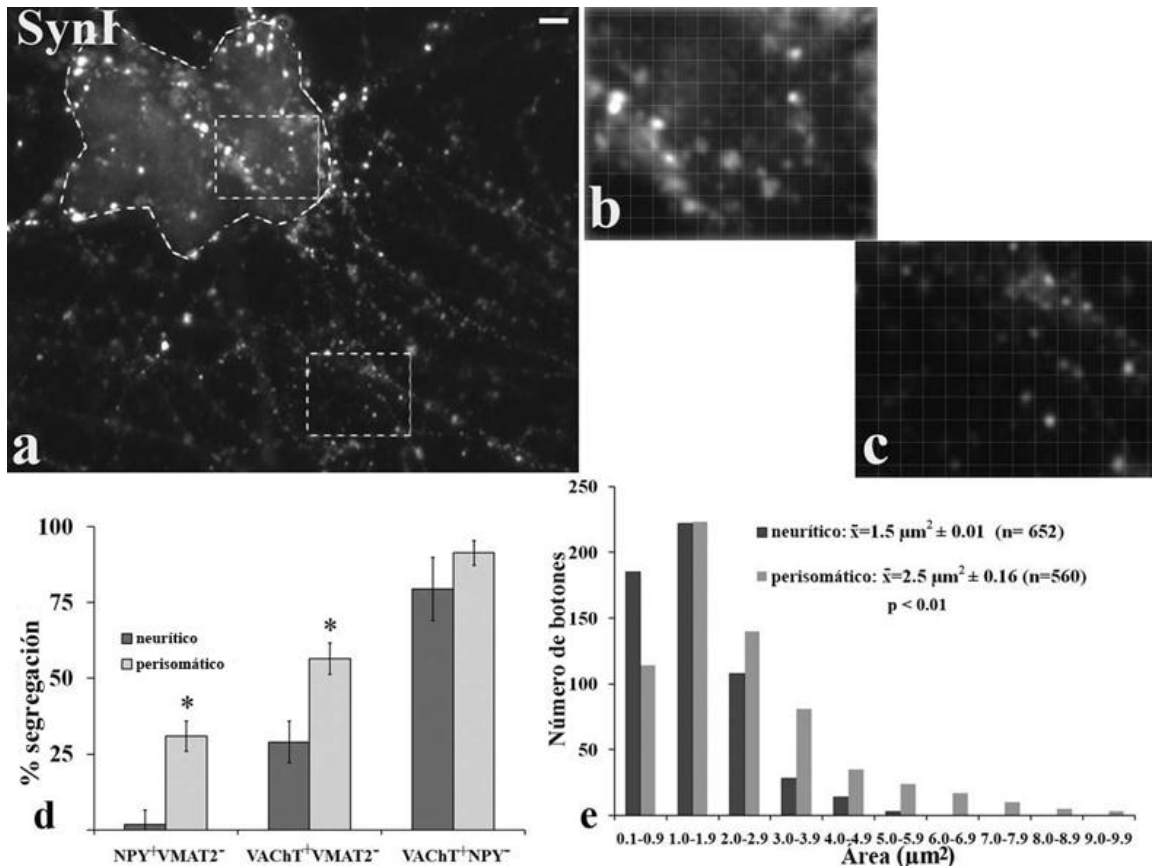 SynI
a
b
c
d
% segregación
100
75
50
25
neurítico
perisomático
*
*
NPY⁺VMAT2⁻
VAChT⁺VMAT2⁻
VAChT⁺NPY⁻
e
Número de botones
250
200
150
100
50
0
neurítico: x̄=1.5 µm² ± 0.01 (n= 652)
perisomático: x̄=2.5 µm² ± 0.16 (n=560)
p < 0.01
0.1-0.9 1.0-1.9 2.0-2.9 3.0-3.9 4.0-4.9 5.0-5.9 6.0-6.9 7.0-7.9 8.0-8.9 9.0-9.9
Área (µm²)